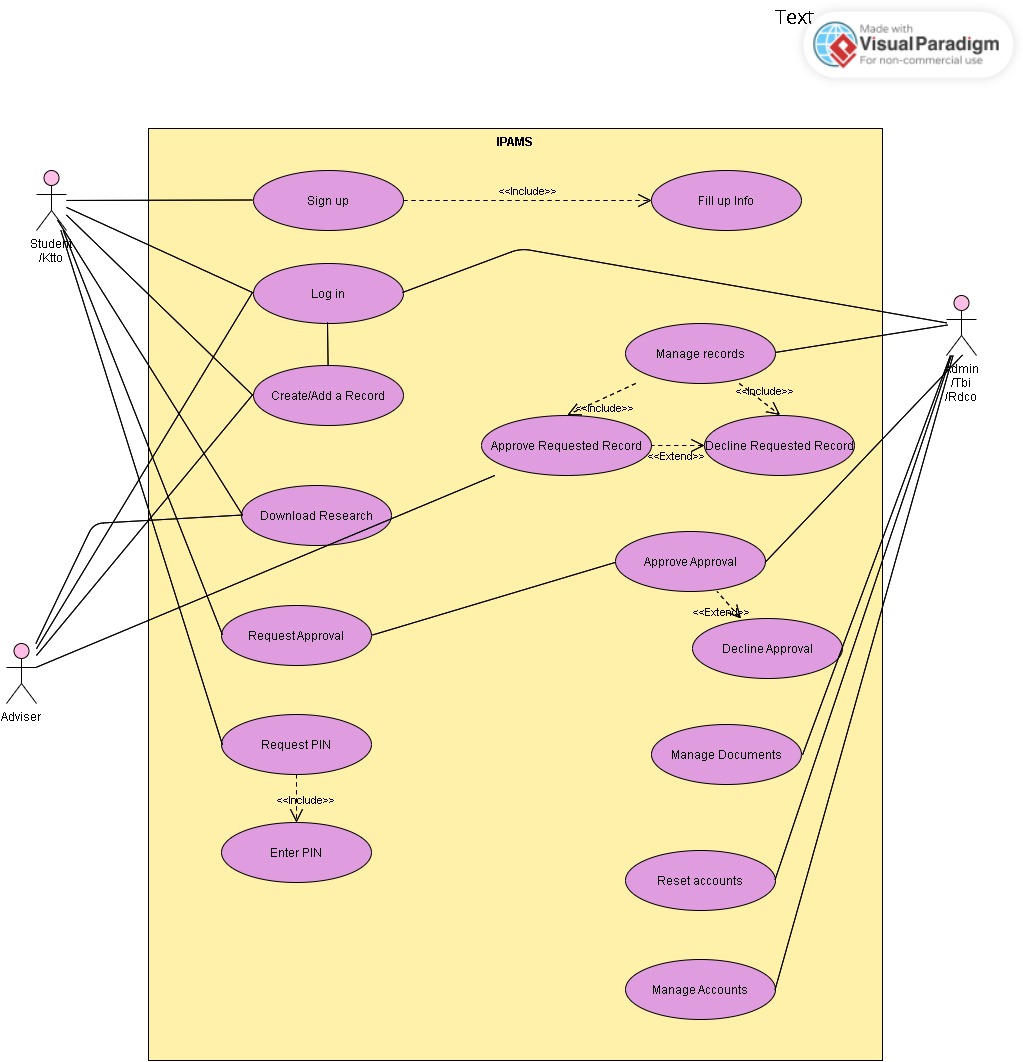 Text
Made with
Visual Paradigm
For non-commercial use
IPAMS
Sign up
<<Include>>
Fill up Info
Student
/Ktto
Log in
Manage records
Admin
/Tbi
/Rdco
<<Include>>
<<Include>>
Create/Add a Record
Approve Requested Record
<<Extend>>
Decline Requested Record
Download Research
Approve Approval
<<Extend>>
Request Approval
Decline Approval
Adviser
Request PIN
Manage Documents
<<Include>>
Enter PIN
Reset accounts
Manage Accounts